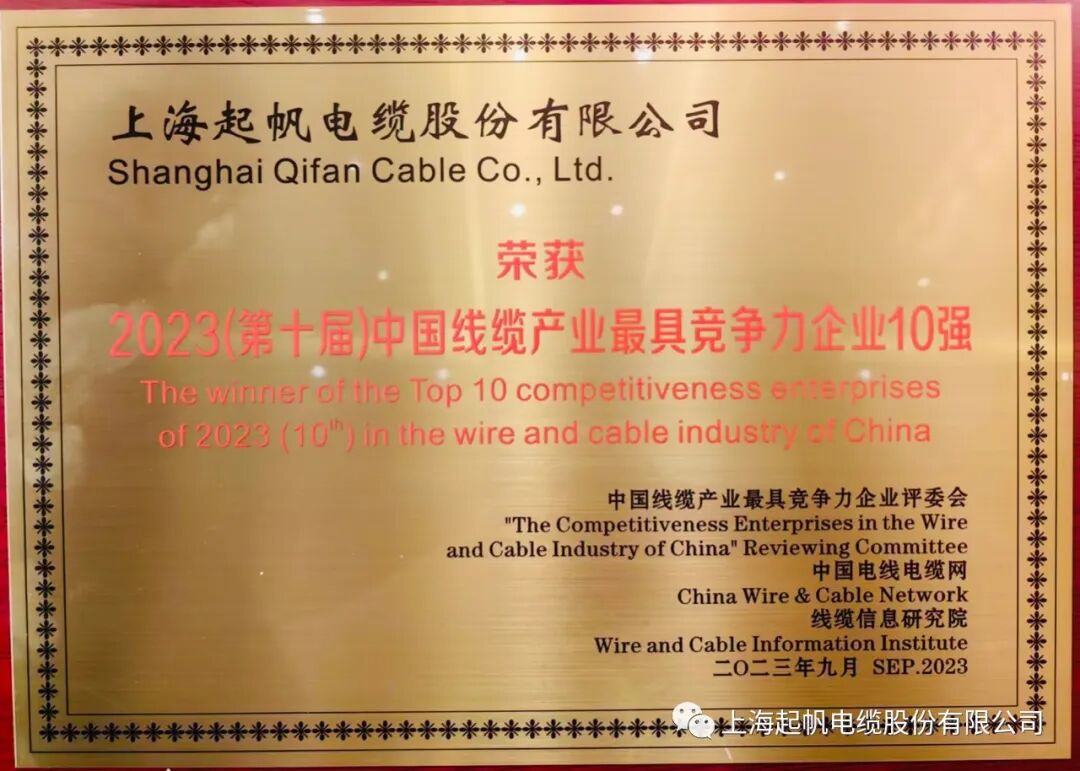 上海起帆电缆股份有限公司
Shanghai Qifan Cable Co., Ltd.
荣获
2023(第十届)中国线缆产业最具竞争力企业10强
The winner of the Top 10 competitiveness enterprises
of 2023 (10th) in the wire and cable industry of China
中国线缆产业最具竞争力企业评委会
"The Competitiveness Enterprises in the Wire
and Cable Industry of China" Reviewing Committee
中国电线电缆网
China Wire & Cable Network
线缆信息研究院
Wire and Cable Information Institute
二〇二三年九月 SEP.2023
上海起帆电缆股份有限公司